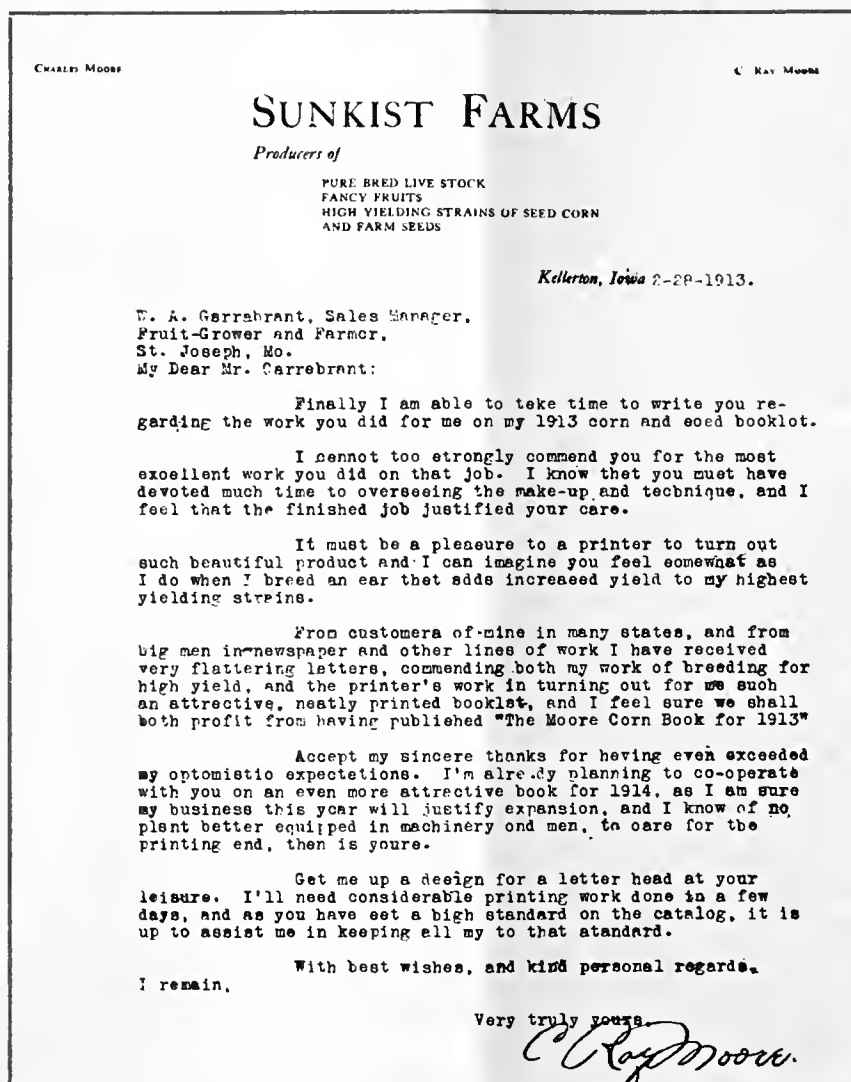 CHARLES MOORE
C RAY MOORE
SUNKIST FARMS
Producers of
PURE BRED LIVE STOCK
FANCY FRUITS
HIGH YIELDING STRAINS OF SEED CORN
AND FARM SEEDS
Kellerton, Iowa 2-28-1913.
W. A. Garrabrant, Sales Manager,
Fruit-Grower and Farmer,
St. Joseph, Mo.
My Dear Mr. Garrebrant:
Finally I am able to take time to write you re-
garding the work you did for me on my 1913 corn and seed booklet.
I cannot too strongly commend you for the most
excellent work you did on that job. I know that you must have
devoted much time to overseeing the make-up and technique, and I
feel that the finished job justified your care.
It must be a pleasure to a printer to turn out
such beautiful product and I can imagine you feel somewhat as
I do when I breed an ear that adds increased yield to my highest
yielding strains.
From customers of mine in many states, and from
big men in newspaper and other lines of work I have received
very flattering letters, commending both my work of breeding for
high yield, and the printer's work in turning out for me such
an attrective, neatly printed booklet, and I feel sure we shall
both profit from having published "The Moore Corn Book for 1913"
Accept my sincere thanks for having even exceeded
my optomistic expectations. I'm already planning to co-operate
with you on an even more attrective book for 1914, as I am sure
my business this year will justify expansion, and I know of no
plant better equipped in machinery and men, to care for the
printing end, then is yours.
Get me up a design for a letter head at your
leisure. I'll need considerable printing work done in a few
days, and as you have set a high standard on the catalog, it is
up to assist me in keeping all my to that standard.
With best wishes, and kind personal regards,
I remain,
Very truly yours,
C Ray Moore.